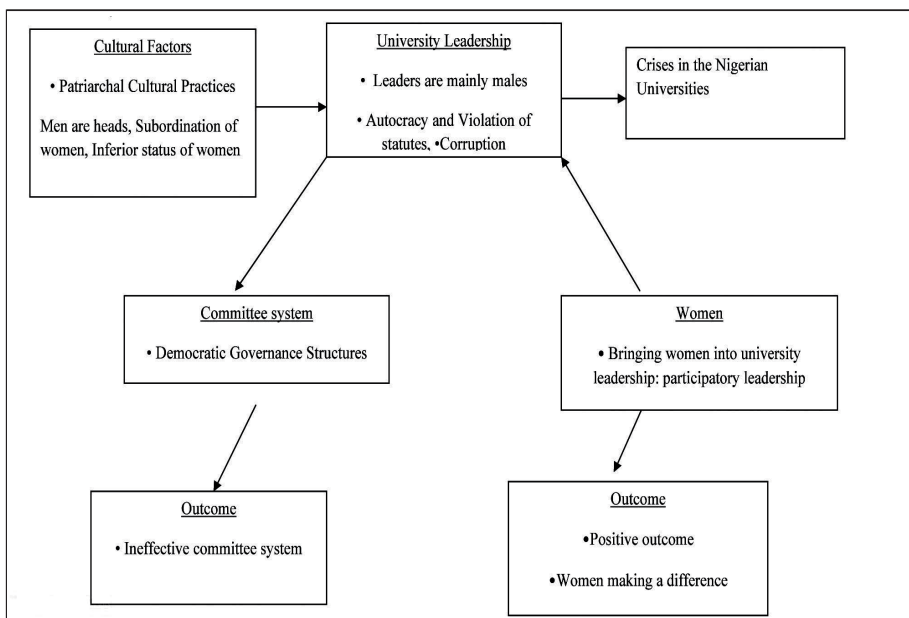 Cultural Factors
• Patriarchal Cultural Practices
Men are heads, Subordination of
women, Inferior status of women
University Leadership
• Leaders are mainly males
• Autocracy and Violation of
statutes, •Corruption
Crises in the Nigerian
Universities
Committee system
• Democratic Governance Structures
Women
• Bringing women into university
leadership: participatory leadership
Outcome
• Ineffective committee system
Outcome
•Positive outcome
•Women making a difference